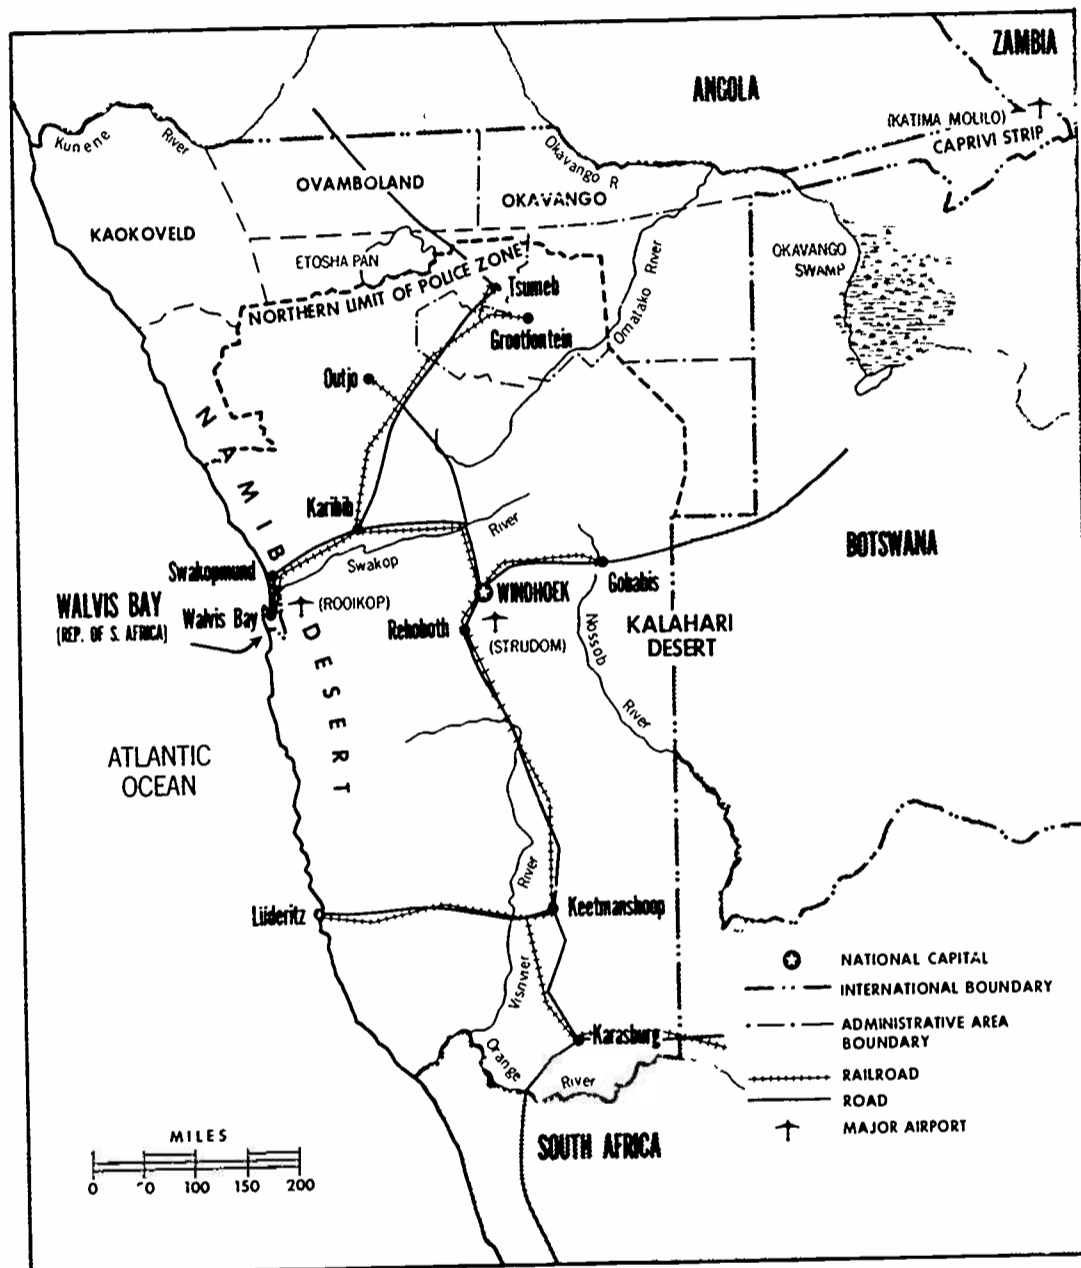 ZAMBIA
ANGOLA
(KATIMA MOLILO)
CAPRIVI STRIP
Kunene River
Okavango R
OVAMBOLAND
OKAVANGO
KAOKOVELD
ETOSHA PAN
NORTHERN LIMIT OF POLICE ZONE
OKAVANGO
SWAMP
Omatako River
Tsumeb
Grootfontein
Outjo
NAMIB DESERT
Karibib
Swakop River
BOTSWANA
Swakopmund
WINDHOEK
Gobabis
WALVIS BAY
(REP. OF S. AFRICA)
Walvis Bay
(ROOIKOP)
Rehoboth
(STRIJDOM)
KALAHARI
DESERT
Nossob River
ATLANTIC
OCEAN
River
Lüderitz
Keetmanshoop
Karasburg
Orange River
SOUTH AFRICA
NATIONAL CAPITAL
INTERNATIONAL BOUNDARY
ADMINISTRATIVE AREA
BOUNDARY
RAILROAD
ROAD
MAJOR AIRPORT
MILES
0 50 100 150 200